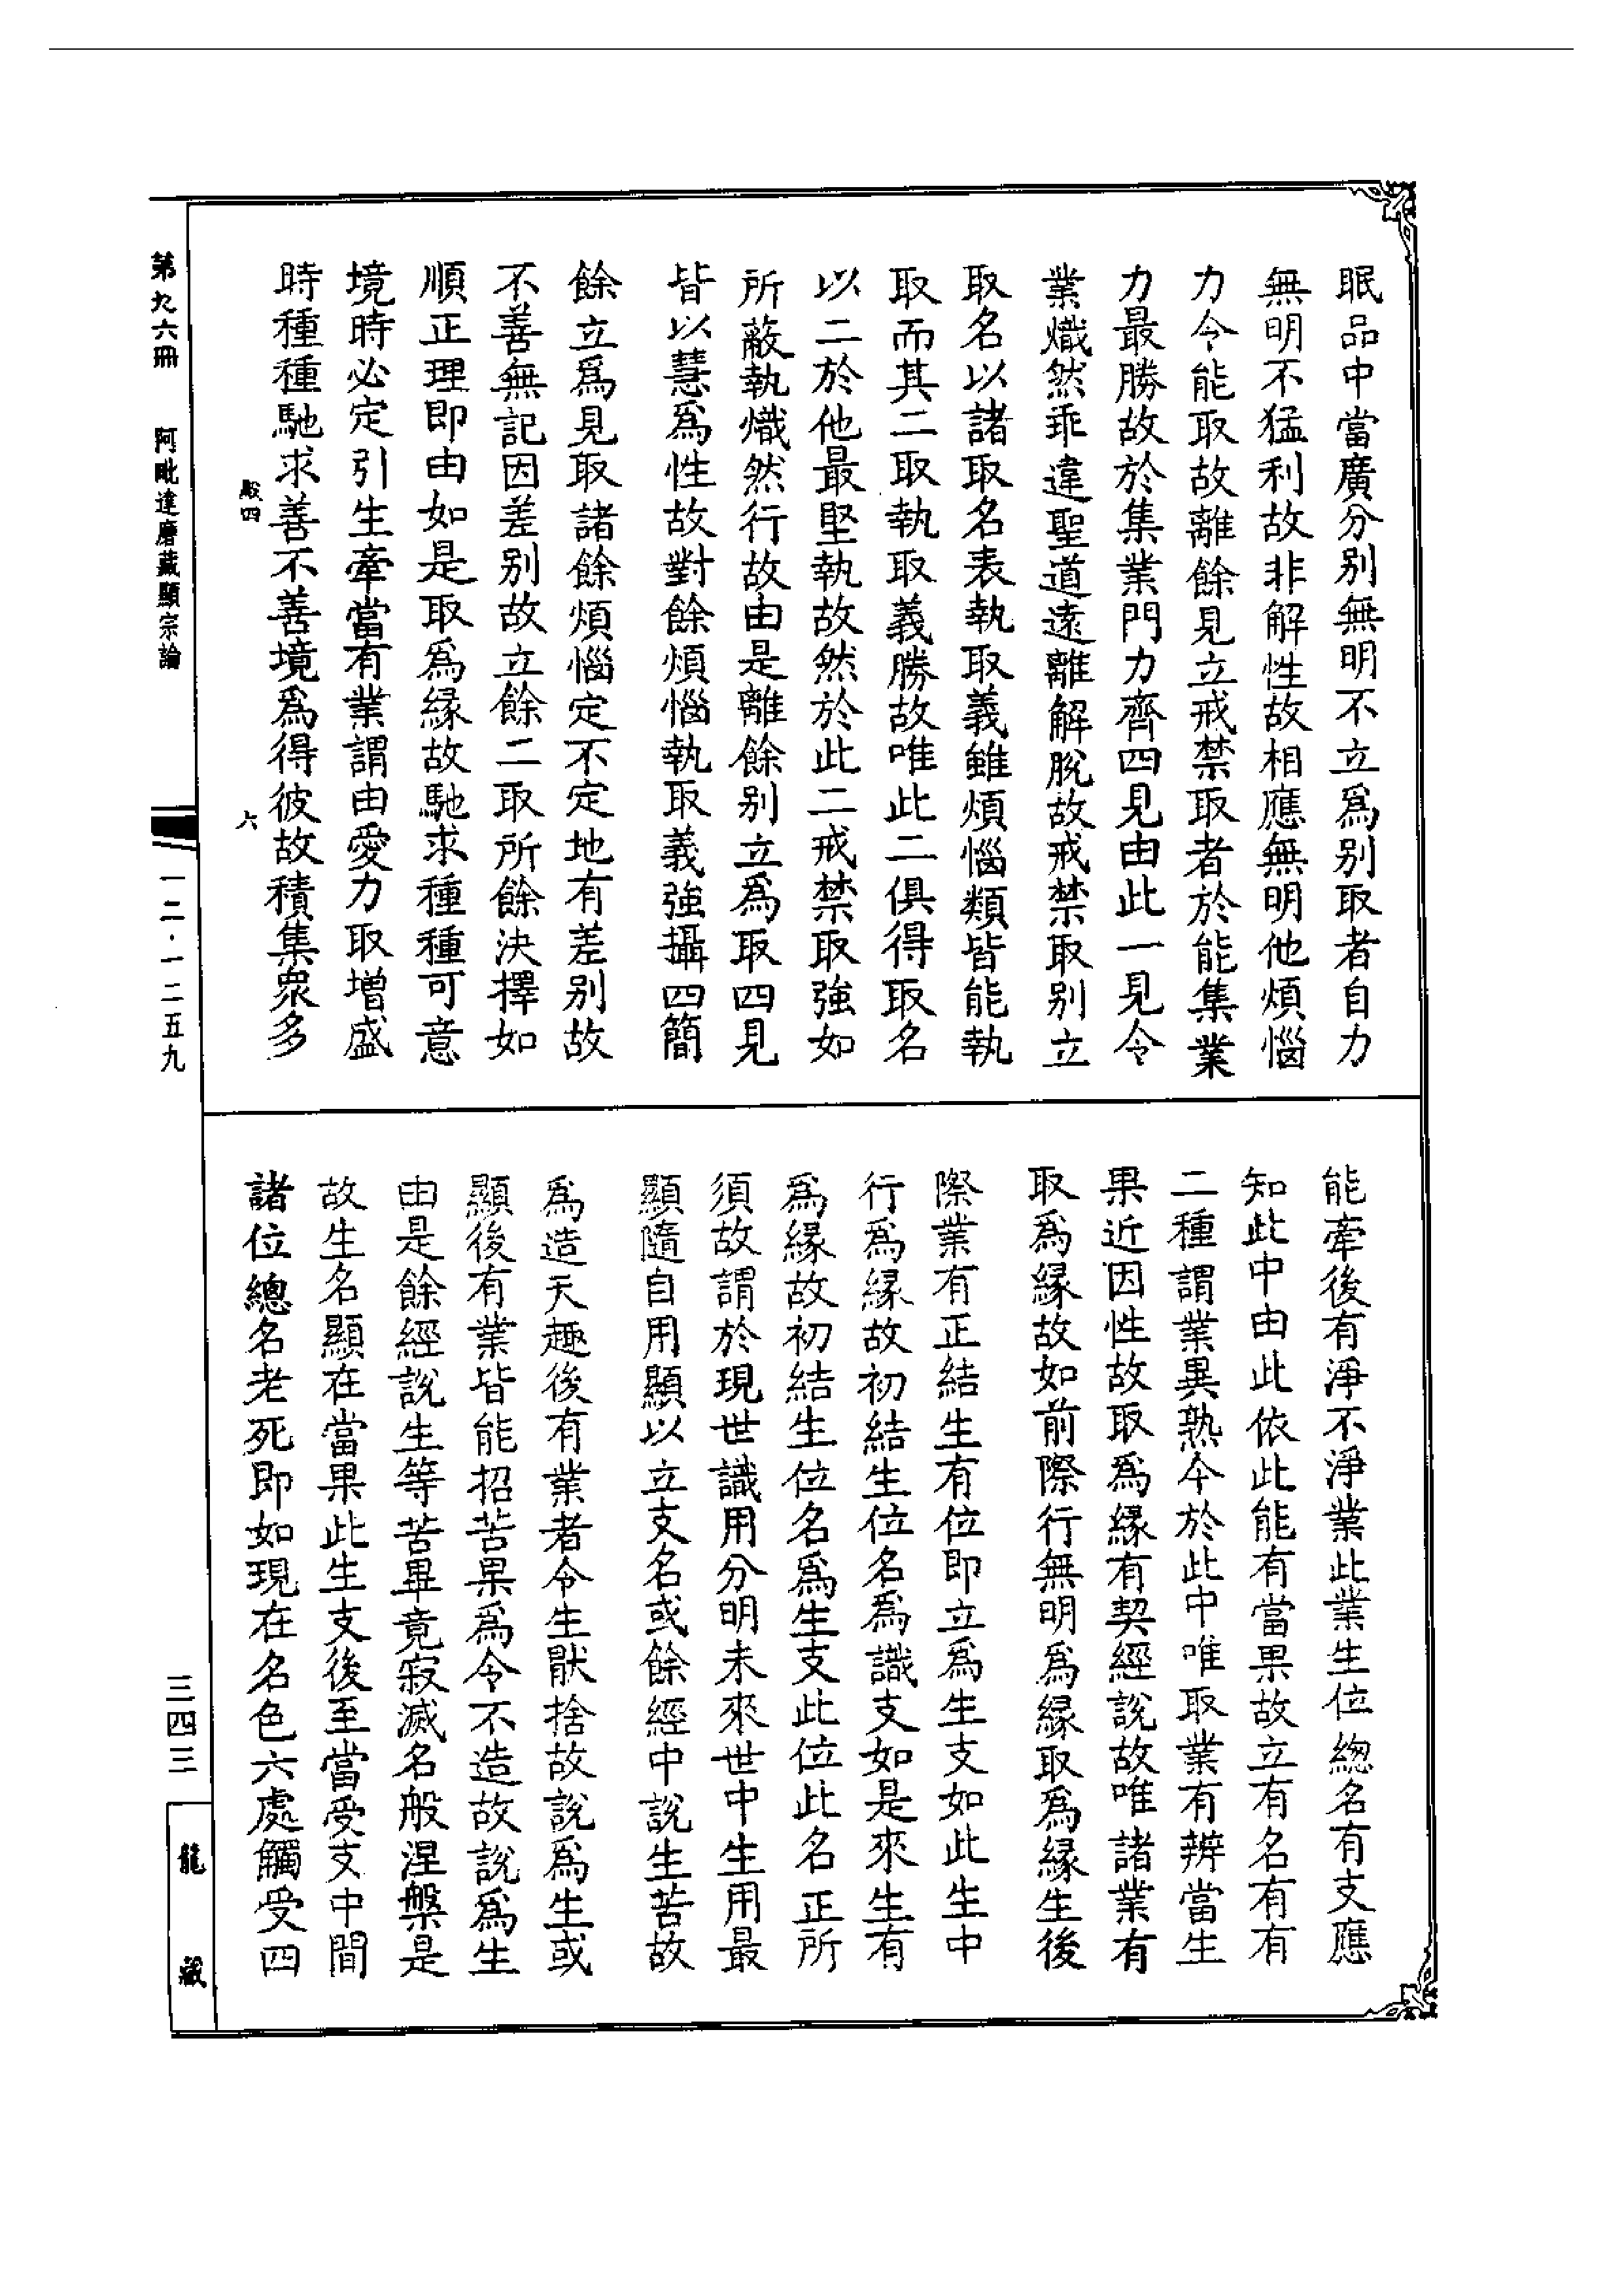 眠品中當廣分別無明不立爲別取者自力
無明不猛利故非解性故相應無明他煩惱
力令能取故離餘見立戒禁取者於能集業
力最勝故於集業門力齊四見由此一見令
業熾然乖違聖道遠離解脫故戒禁取別立
取名以諸取名表執取義雖煩惱類皆能執
取而其二取執取義勝故唯此二俱得取名
以二於他最堅執故然於此二戒禁取強如
所蔽執熾然行故由是離餘別立爲取四見
皆以慧爲性故對餘煩惱執取義強攝四簡
餘立爲見取諸餘煩惱定不定地有差別故
不善無記因差別故立餘二取所餘決擇如
順正理即由如是取爲緣故馳求種種可意
境時必定引生牽當有業謂由愛力取增盛
時種種馳求善不善境爲得彼故積集衆多
殿四 六
能牽後有淨不淨業此業生位總名有支應
知此中由此依此能有當果故立有名有有
二種謂業異熟今於此中唯取業有辨當生
果近因性故取爲緣有契經說故唯諸業有
取爲緣故如前際行無明爲緣取爲緣生後
際業有正結生有位即立爲生支如此生中
行爲緣故初結生位名爲識支如是來生有
爲緣故初結生位名爲生支此位此名正所
須故謂於現世識用分明未來世中生用最
顯隨自用顯以立支名或餘經中說生苦故
爲造天趣後有業者令生猒捨故說爲生或
顯後有業皆能招苦果爲令不造故說爲生
由是餘經說生等苦畢竟寂滅名般涅槃是
故生名顯在當果此生支後至當受支中間
諸位總名老死即如現在名色六處觸受四
第九六冊 阿毗達磨藏顯宗論 一二·一二五九 三四三 龍藏